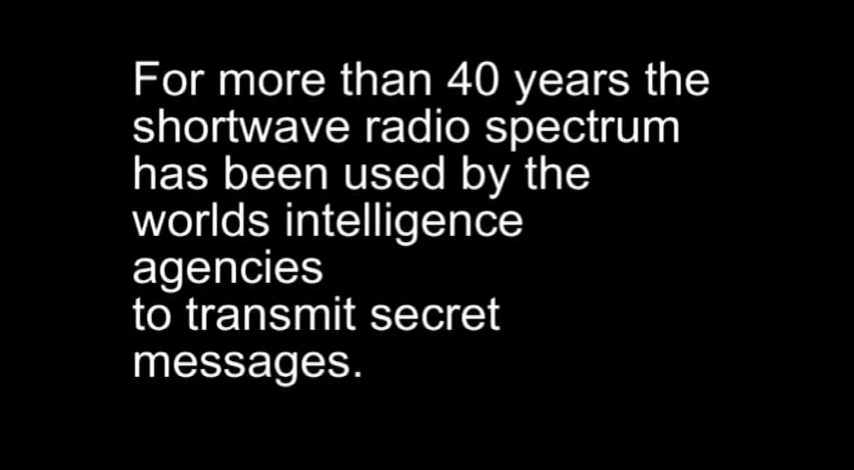 For more than 40 years the
shortwave radio spectrum
has been used by the
worlds intelligence
agencies
to transmit secret
messages.